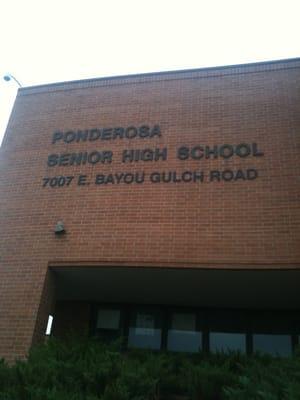 PONDEROSA
SENIOR HIGH SCHOOL
7007 E. BAYOU GULCH ROAD